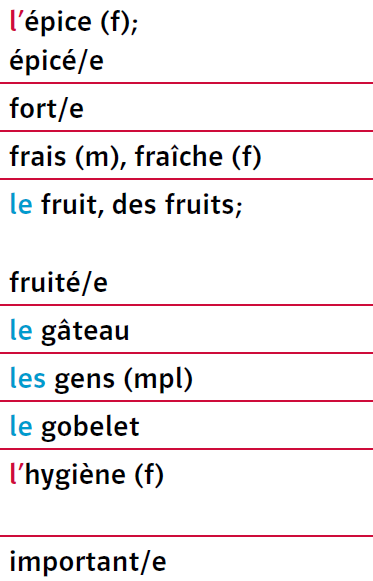 l’épice (f);
épicé/e
fort/e
frais (m), fraîche (f)
le fruit, des fruits;
fruité/e
le gâteau
les gens (mpl)
le gobelet
l’hygiène (f)
important/e